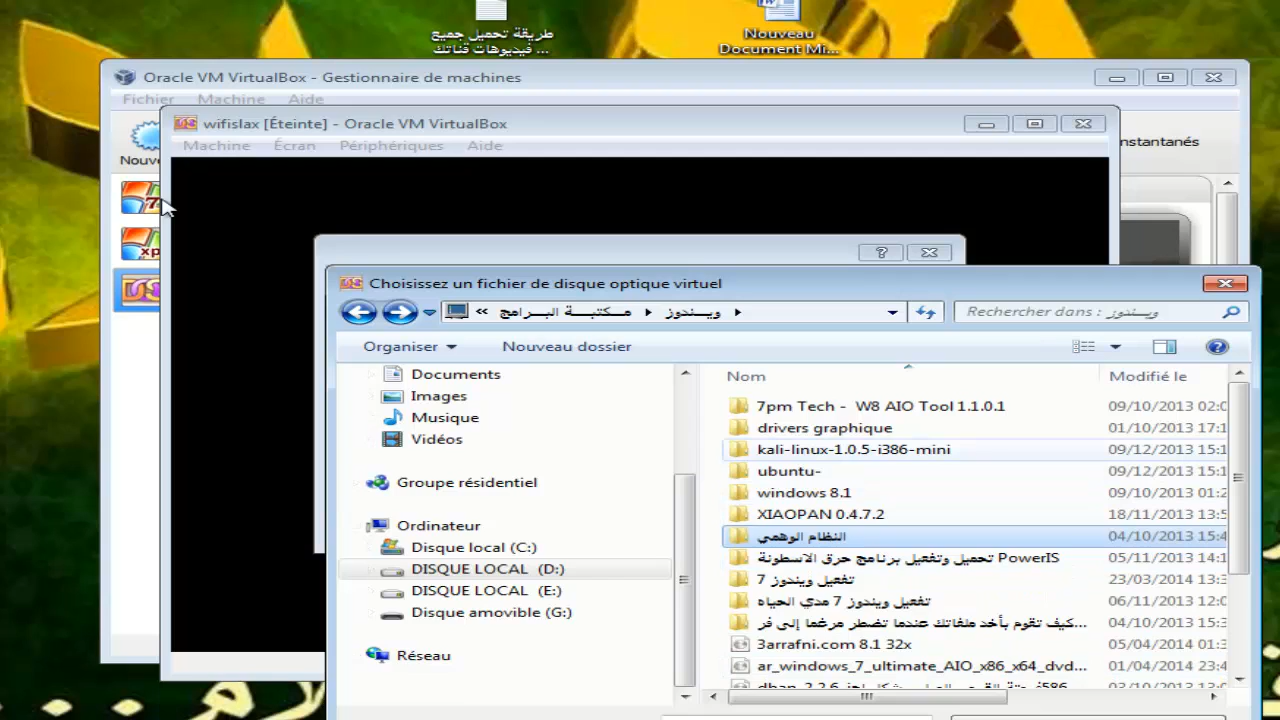 طريقة تحميل جميع
فيديوهات قناتك ...
Nouveau
Document Mi...
Oracle VM VirtualBox - Gestionnaire de machines
Fichier Machine Aide
wifislax [Éteinte] - Oracle VM VirtualBox
Machine Écran Périphériques Aide
Nouve
nstantanés
Choisissez un fichier de disque optique virtuel
« مكتبـــة البـــرامج ▸ ويـــندوز ▸
Rechercher dans : ويـــندوز
Organiser Nouveau dossier
Documents
Images
Musique
Vidéos
Groupe résidentiel
Ordinateur
Disque local (C:)
DISQUE LOCAL (D:)
DISQUE LOCAL (E:)
Disque amovible (G:)
Réseau
Nom Modifié le
7pm Tech - W8 AIO Tool 1.1.0.1 09/10/2013 02:0
drivers graphique 01/10/2013 17:1
kali-linux-1.0.5-i386-mini 09/12/2013 15:1
ubuntu- 09/12/2013 15:1
windows 8.1 09/10/2013 01:2
XIAOPAN 0.4.7.2 18/11/2013 13:5
النظام الوهمي 04/10/2013 15:4
تحميل وتفعيل برنامج حرق الاسطونة PowerIS 05/11/2013 14:1
تفعيل ويندوز 7 23/03/2014 13:3
تفعيل ويندوز 7 مدي الحياه 06/11/2013 12:0
كيف تقوم بأخد ملفاتك عندما تضطر مرغما إلى فر... 04/10/2013 15:2
3arrafni.com 8.1 32x 05/04/2014 01:3
ar_windows_7_ultimate_AIO_x86_x64_dvd... 01/04/2014 23:4